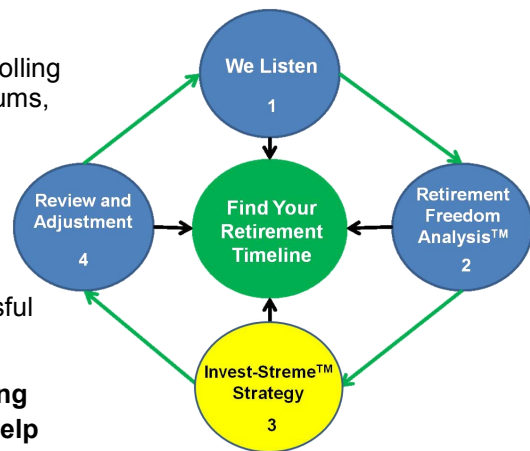 olling
ums,
sful
ng
elp
We Listen
1
Retirement
Freedom
Analysis™
2
Invest-Streme™
Strategy
3
Review and
Adjustment
4
Find Your
Retirement
Timeline